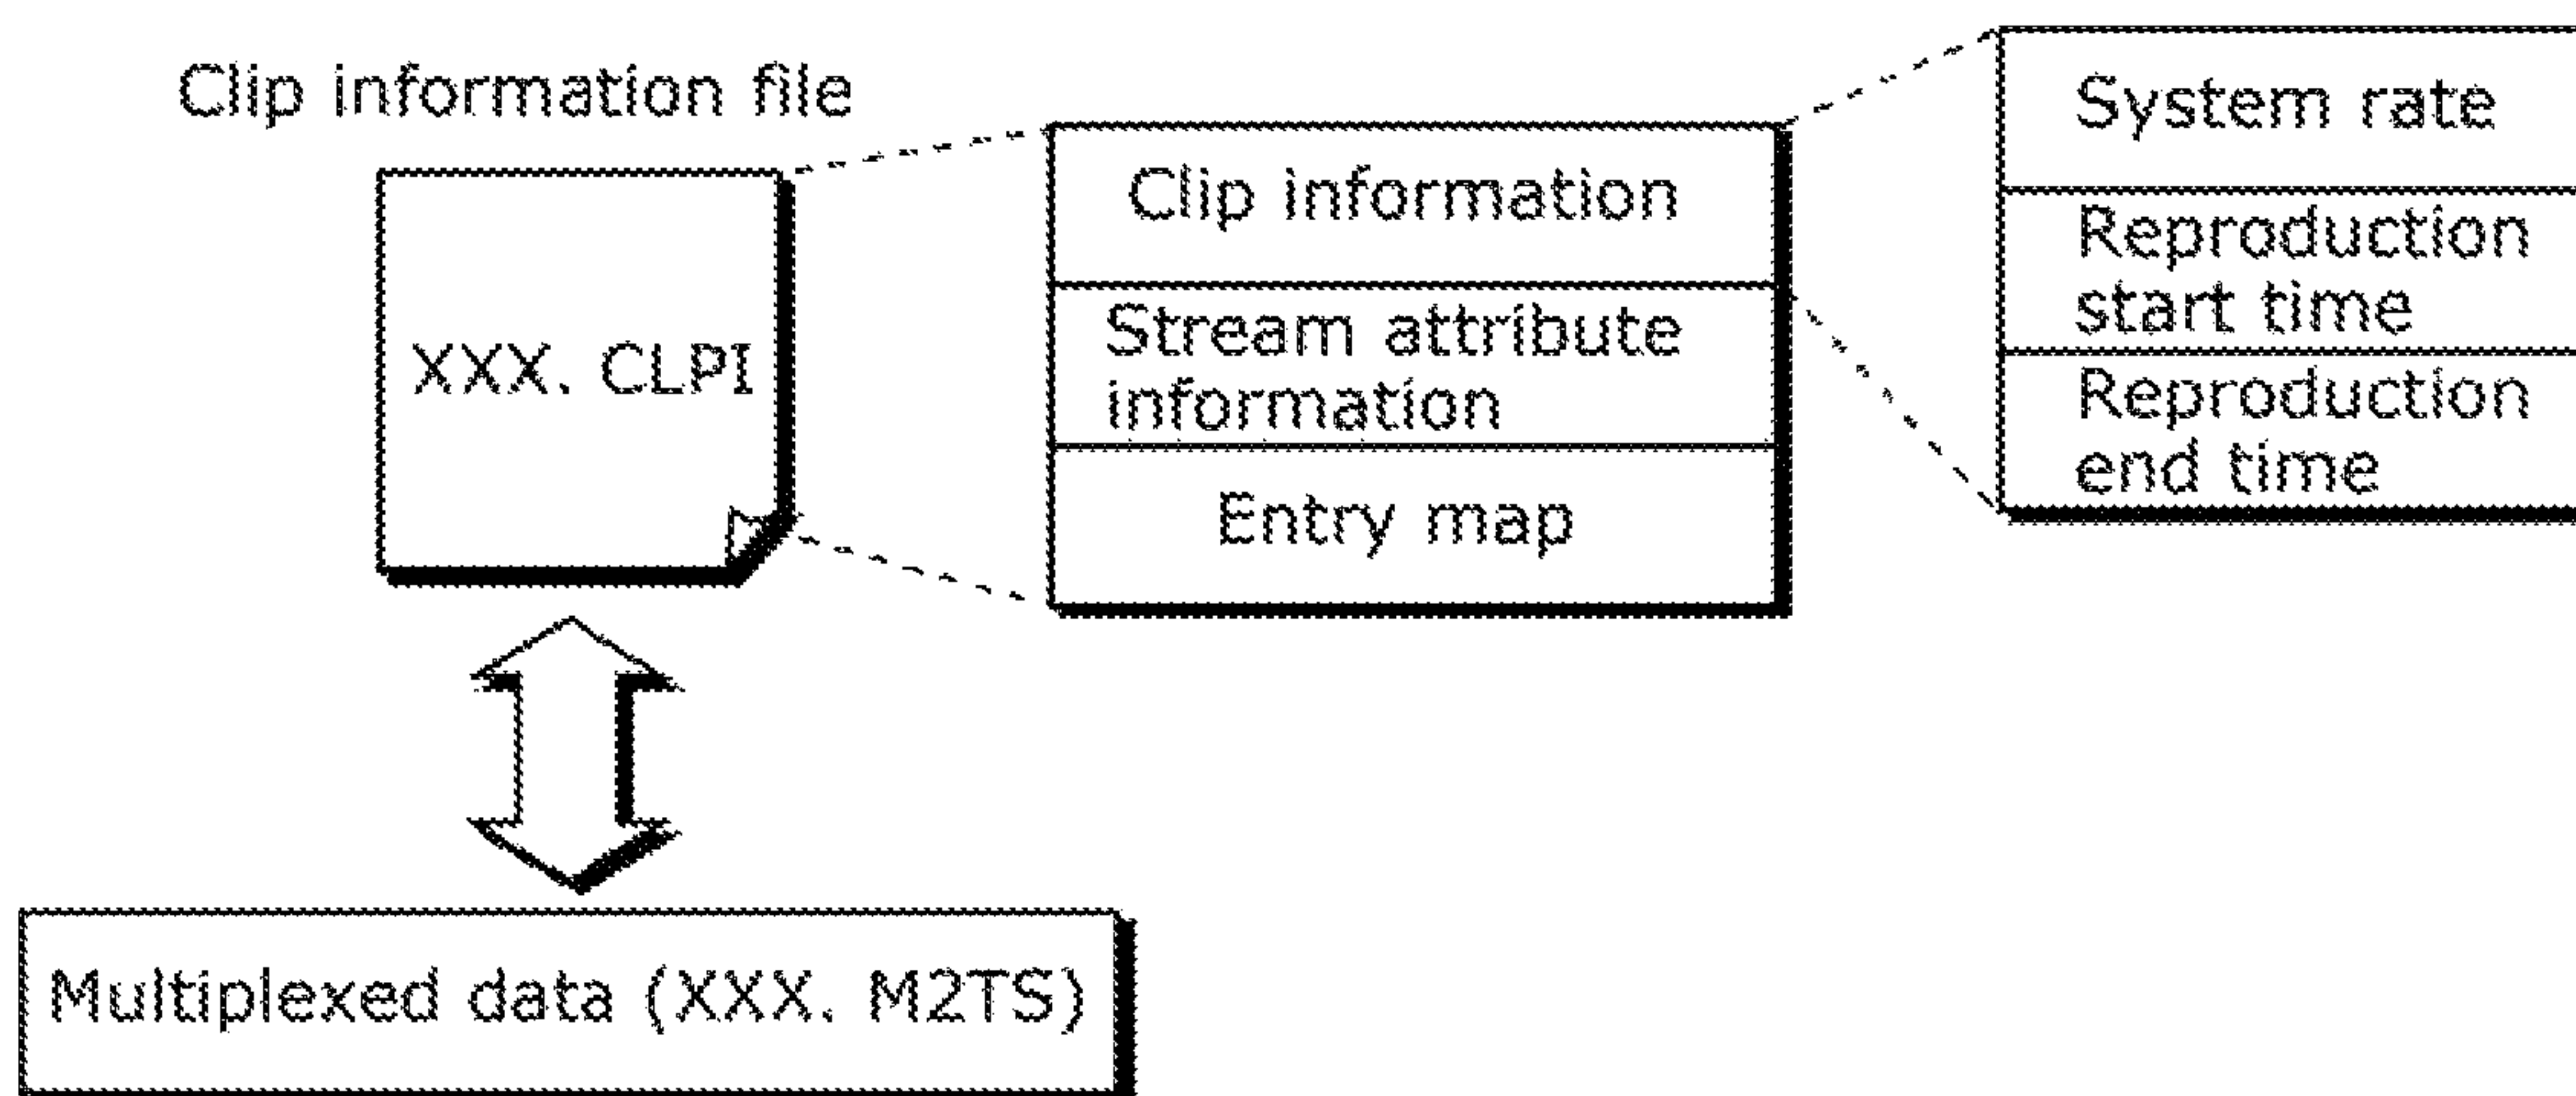 Clip information file
XXX. CLPI
Clip information
Stream attribute
information
Entry map
System rate
Reproduction
start time
Reproduction
end time
Multiplexed data (XXX. M2TS)